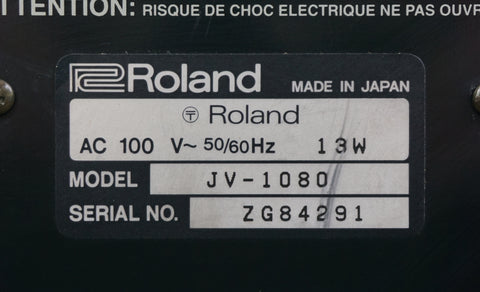 ATTENTION: RISQUE DE CHOC ELECTRIQUE NE PAS OUVR
Roland MADE IN JAPAN
〶 Roland
AC 100 V~ 50/60Hz 13W
MODEL JV-1080
SERIAL NO. ZG84291